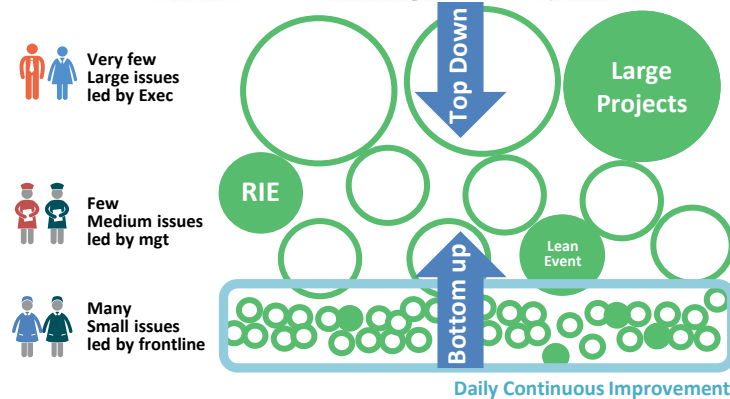 Very few
Large issues
led by Exec
Top Down
Large
Projects
RIE
Few
Medium issues
led by mgt
Lean
Event
Bottom up
Many
Small issues
led by frontline
Daily Continuous Improvement